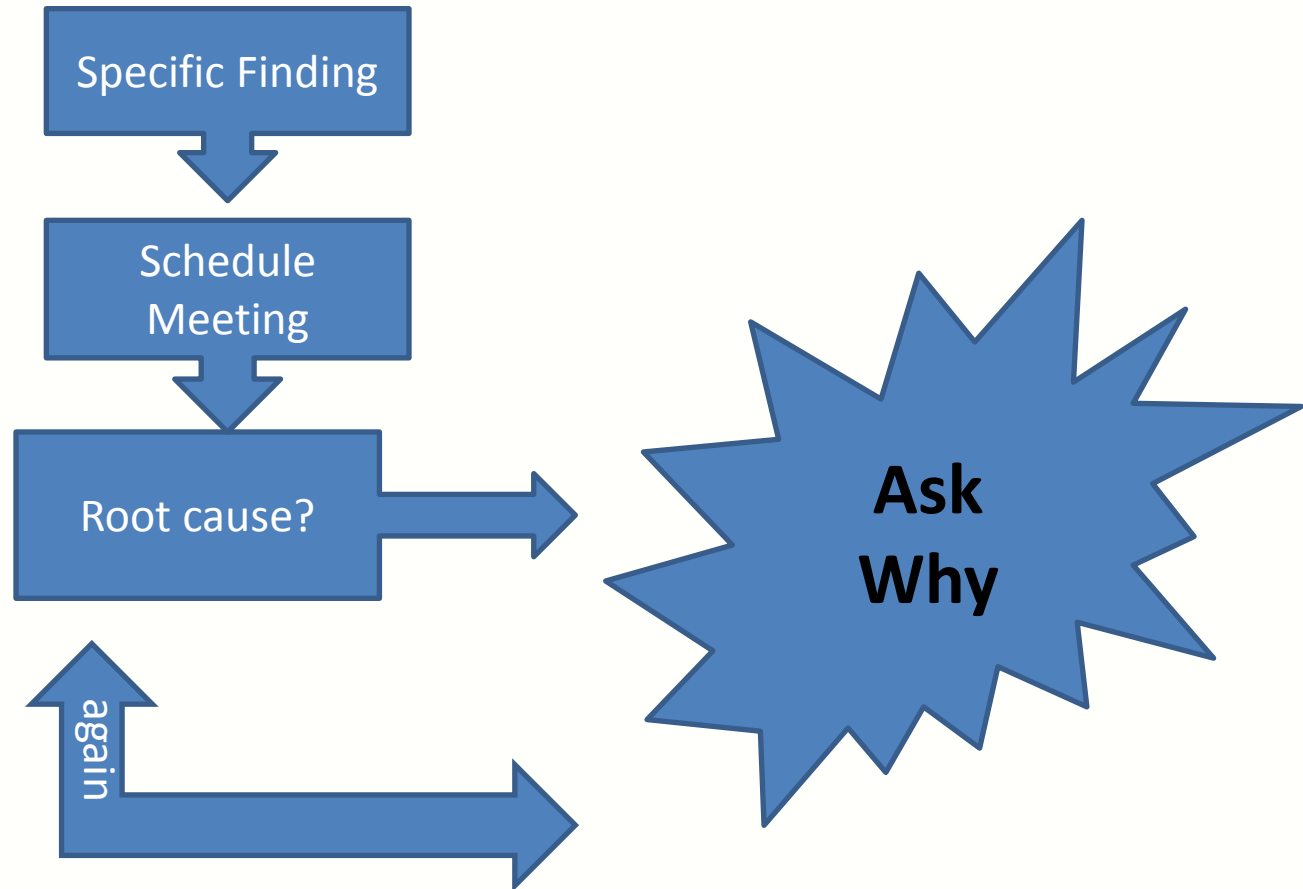 Specific Finding
Schedule
Meeting
Root cause?
Ask
Why
again